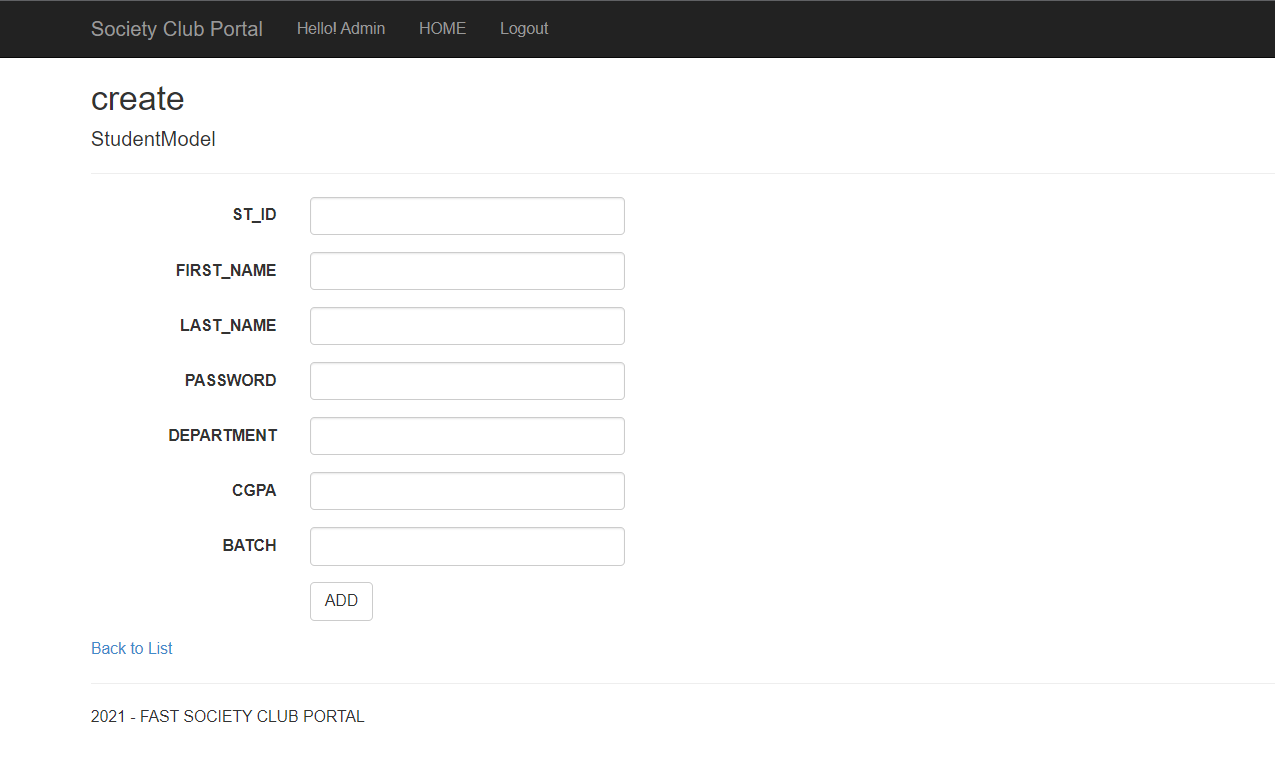 Society Club Portal Hello! Admin HOME Logout
create
StudentModel
ST_ID
FIRST_NAME
LAST_NAME
PASSWORD
DEPARTMENT
CGPA
BATCH
ADD
Back to List
2021 - FAST SOCIETY CLUB PORTAL